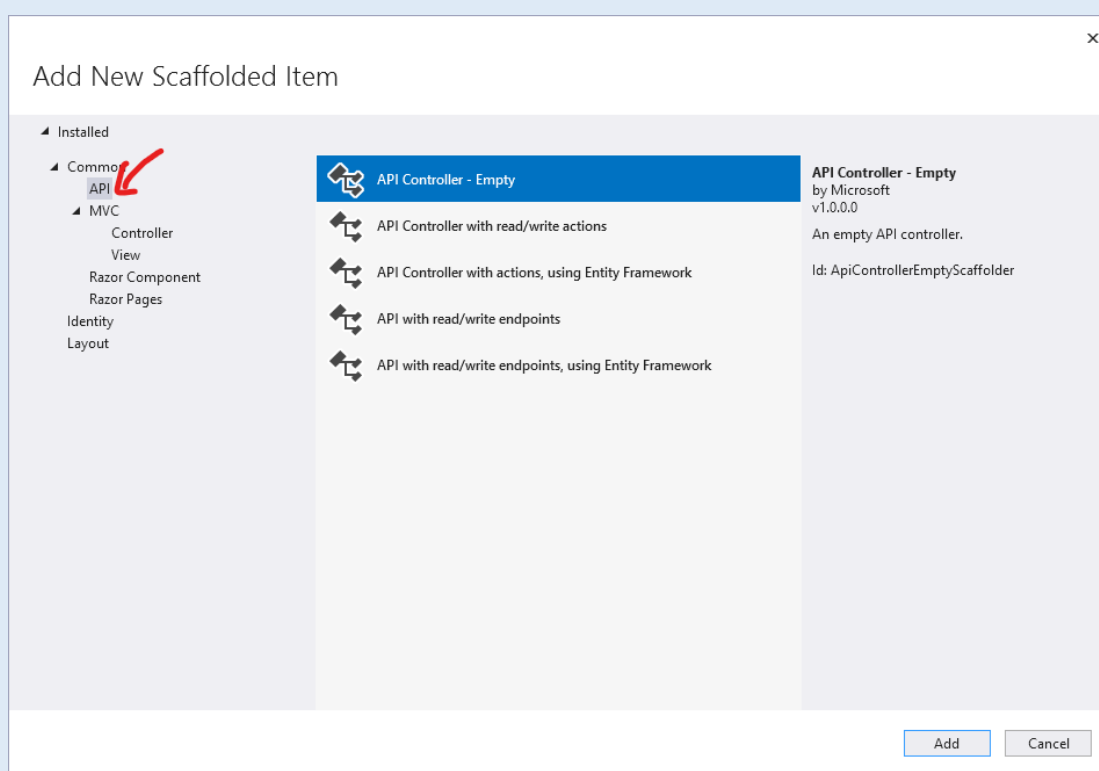 Add New Scaffolded Item
Installed
Common
API
MVC
Controller
View
Razor Component
Razor Pages
Identity
Layout
API Controller - Empty
API Controller with read/write actions
API Controller with actions, using Entity Framework
API with read/write endpoints
API with read/write endpoints, using Entity Framework
API Controller - Empty
by Microsoft
v1.0.0.0
An empty API controller.
Id: ApiControllerEmptyScaffolder
Add
Cancel